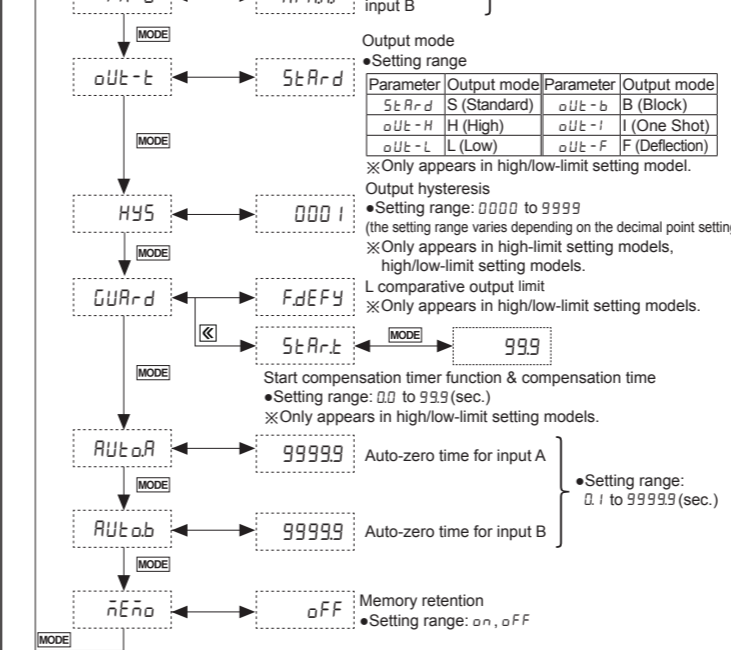 input B
MODE
Output mode
oUt-t
StArd
●Setting range
Parameter Output mode Parameter Output mode
StArd S (Standard) oUt-b B (Block)
oUt-H H (High) oUt-I I (One Shot)
oUt-L L (Low) oUt-F F (Deflection)
MODE
※Only appears in high/low-limit setting model.
Output hysteresis
HYS
0001
●Setting range: 0000 to 9999
(the setting range varies depending on the decimal point setting
※Only appears in high-limit setting models,
high/low-limit setting models.
MODE
L comparative output limit
GUArd
F.dEFY
※Only appears in high/low-limit setting models.
≪
StAr.t
MODE
99.9
MODE
Start compensation timer function & compensation time
●Setting range: 0.0 to 99.9 (sec.)
※Only appears in high/low-limit setting models.
AUto.A
9999.9
Auto-zero time for input A
MODE
●Setting range:
0.1 to 9999.9 (sec.)
AUto.b
9999.9
Auto-zero time for input B
MODE
Memory retention
mEmo
oFF
●Setting range: on, oFF
MODE